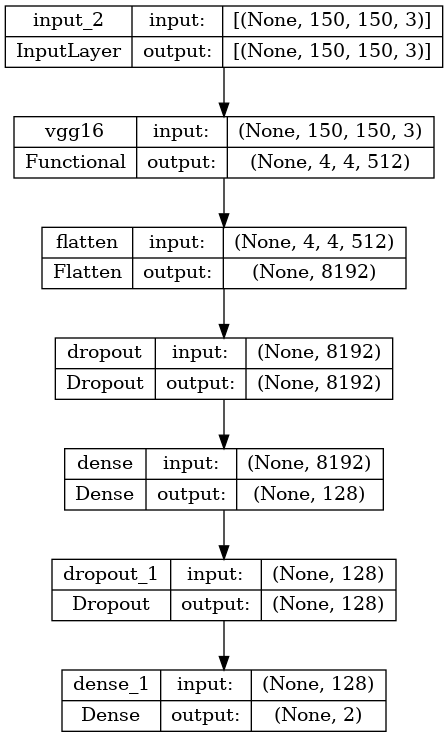 input_2 input: [(None, 150, 150, 3)]
InputLayer output: [(None, 150, 150, 3)]
vgg16 input: (None, 150, 150, 3)
Functional output: (None, 4, 4, 512)
flatten input: (None, 4, 4, 512)
Flatten output: (None, 8192)
dropout input: (None, 8192)
Dropout output: (None, 8192)
dense input: (None, 8192)
Dense output: (None, 128)
dropout_1 input: (None, 128)
Dropout output: (None, 128)
dense_1 input: (None, 128)
Dense output: (None, 2)